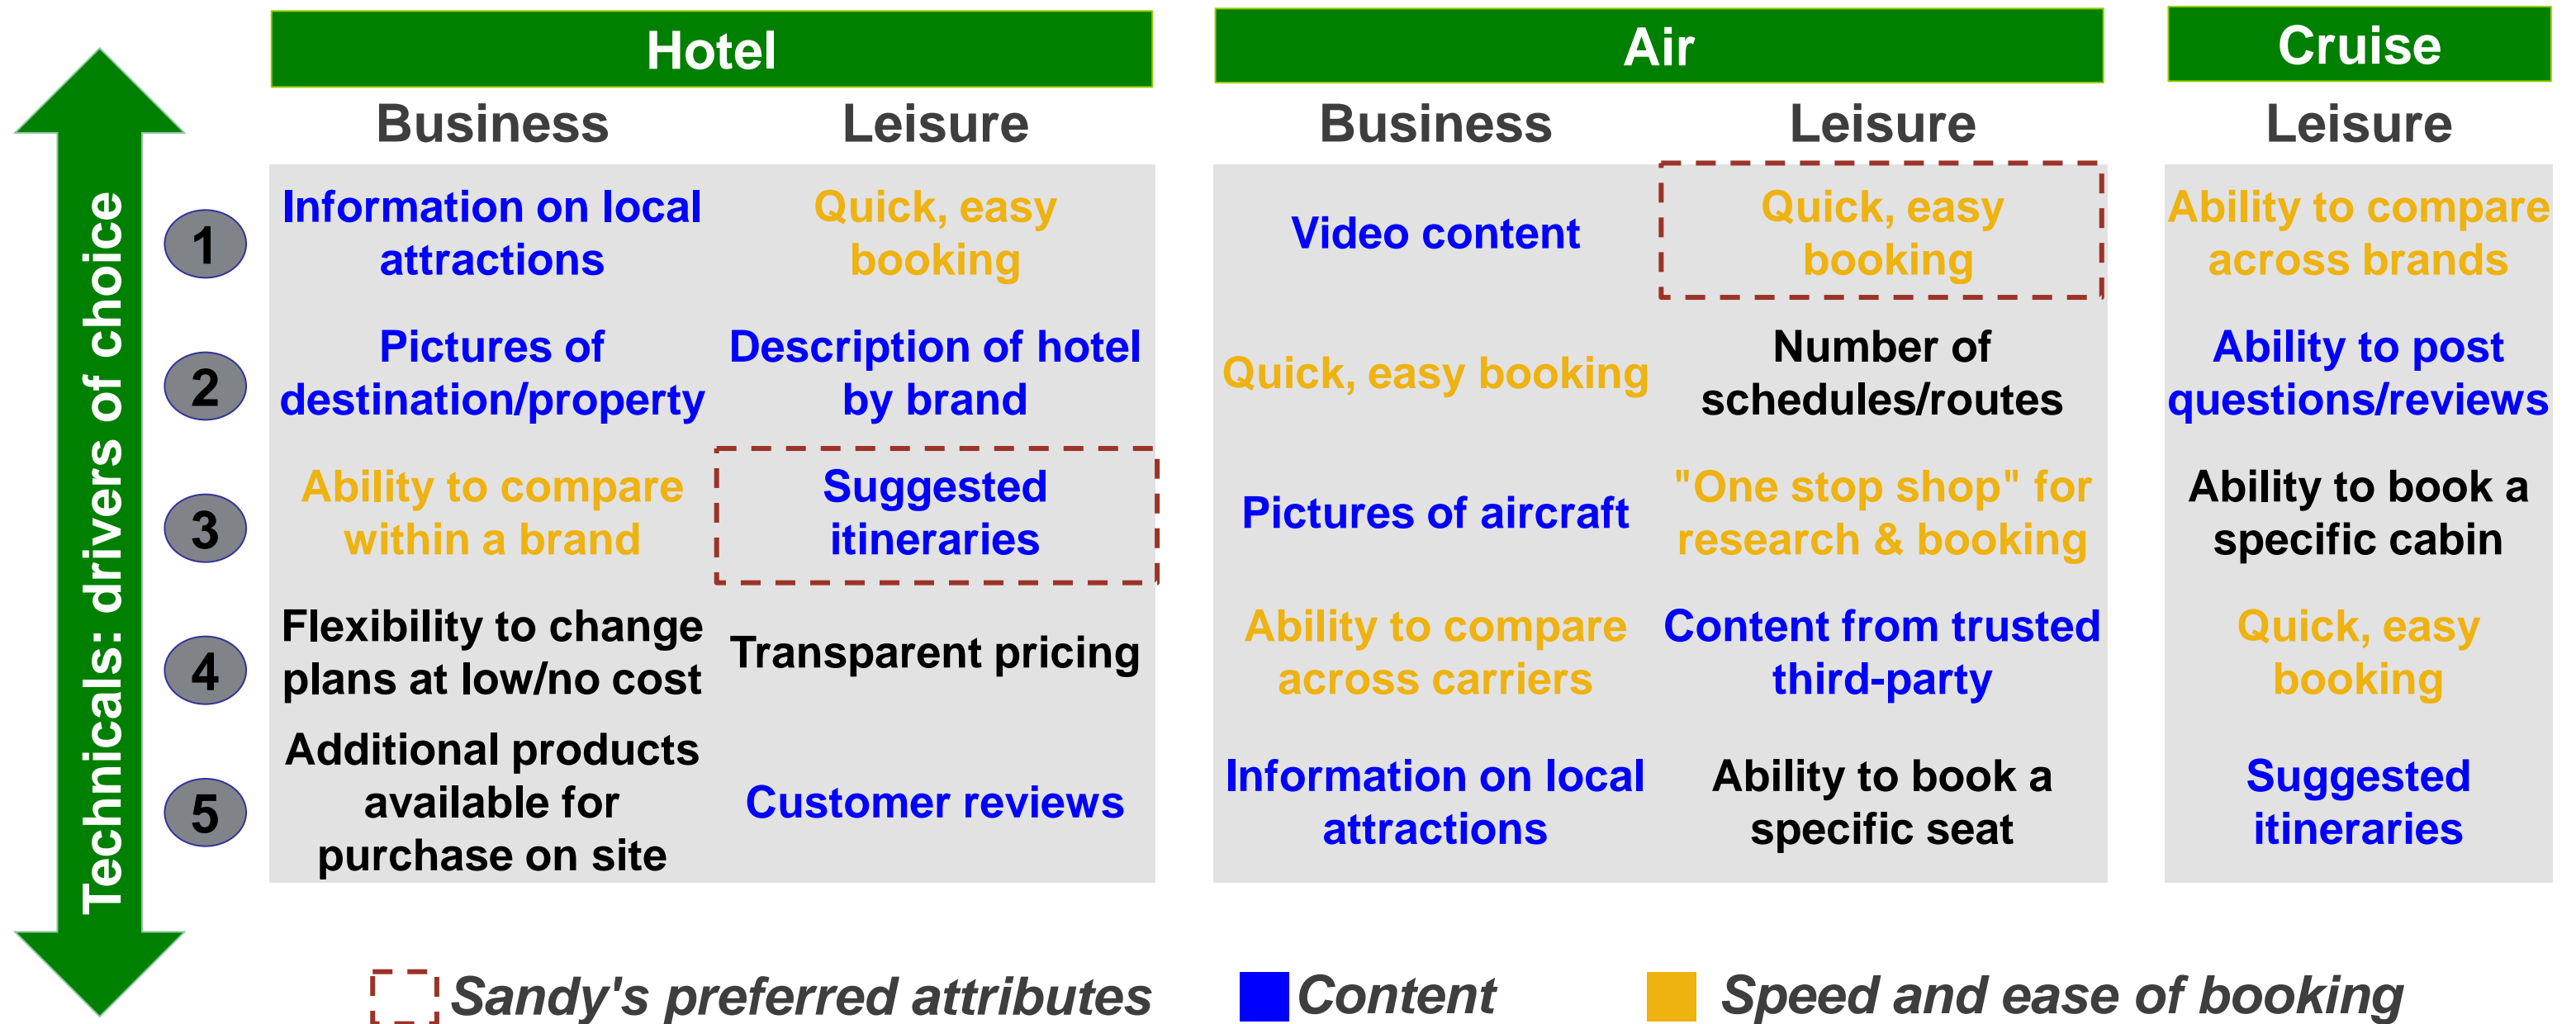 Hotel
Air
Cruise
Business
Leisure
Business
Leisure
Leisure
Technicals: drivers of choice
1
Information on local
attractions
Quick, easy
booking
Video content
Quick, easy
booking
Ability to compare
across brands
2
Pictures of
destination/property
Description of hotel
by brand
Quick, easy booking
Number of
schedules/routes
Ability to post
questions/reviews
3
Ability to compare
within a brand
Suggested
itineraries
Pictures of aircraft
"One stop shop" for
research & booking
Ability to book a
specific cabin
4
Flexibility to change
plans at low/no cost
Transparent pricing
Ability to compare
across carriers
Content from trusted
third-party
Quick, easy
booking
5
Additional products
available for
purchase on site
Customer reviews
Information on local
attractions
Ability to book a
specific seat
Suggested
itineraries
Sandy's preferred attributes
Content
Speed and ease of booking